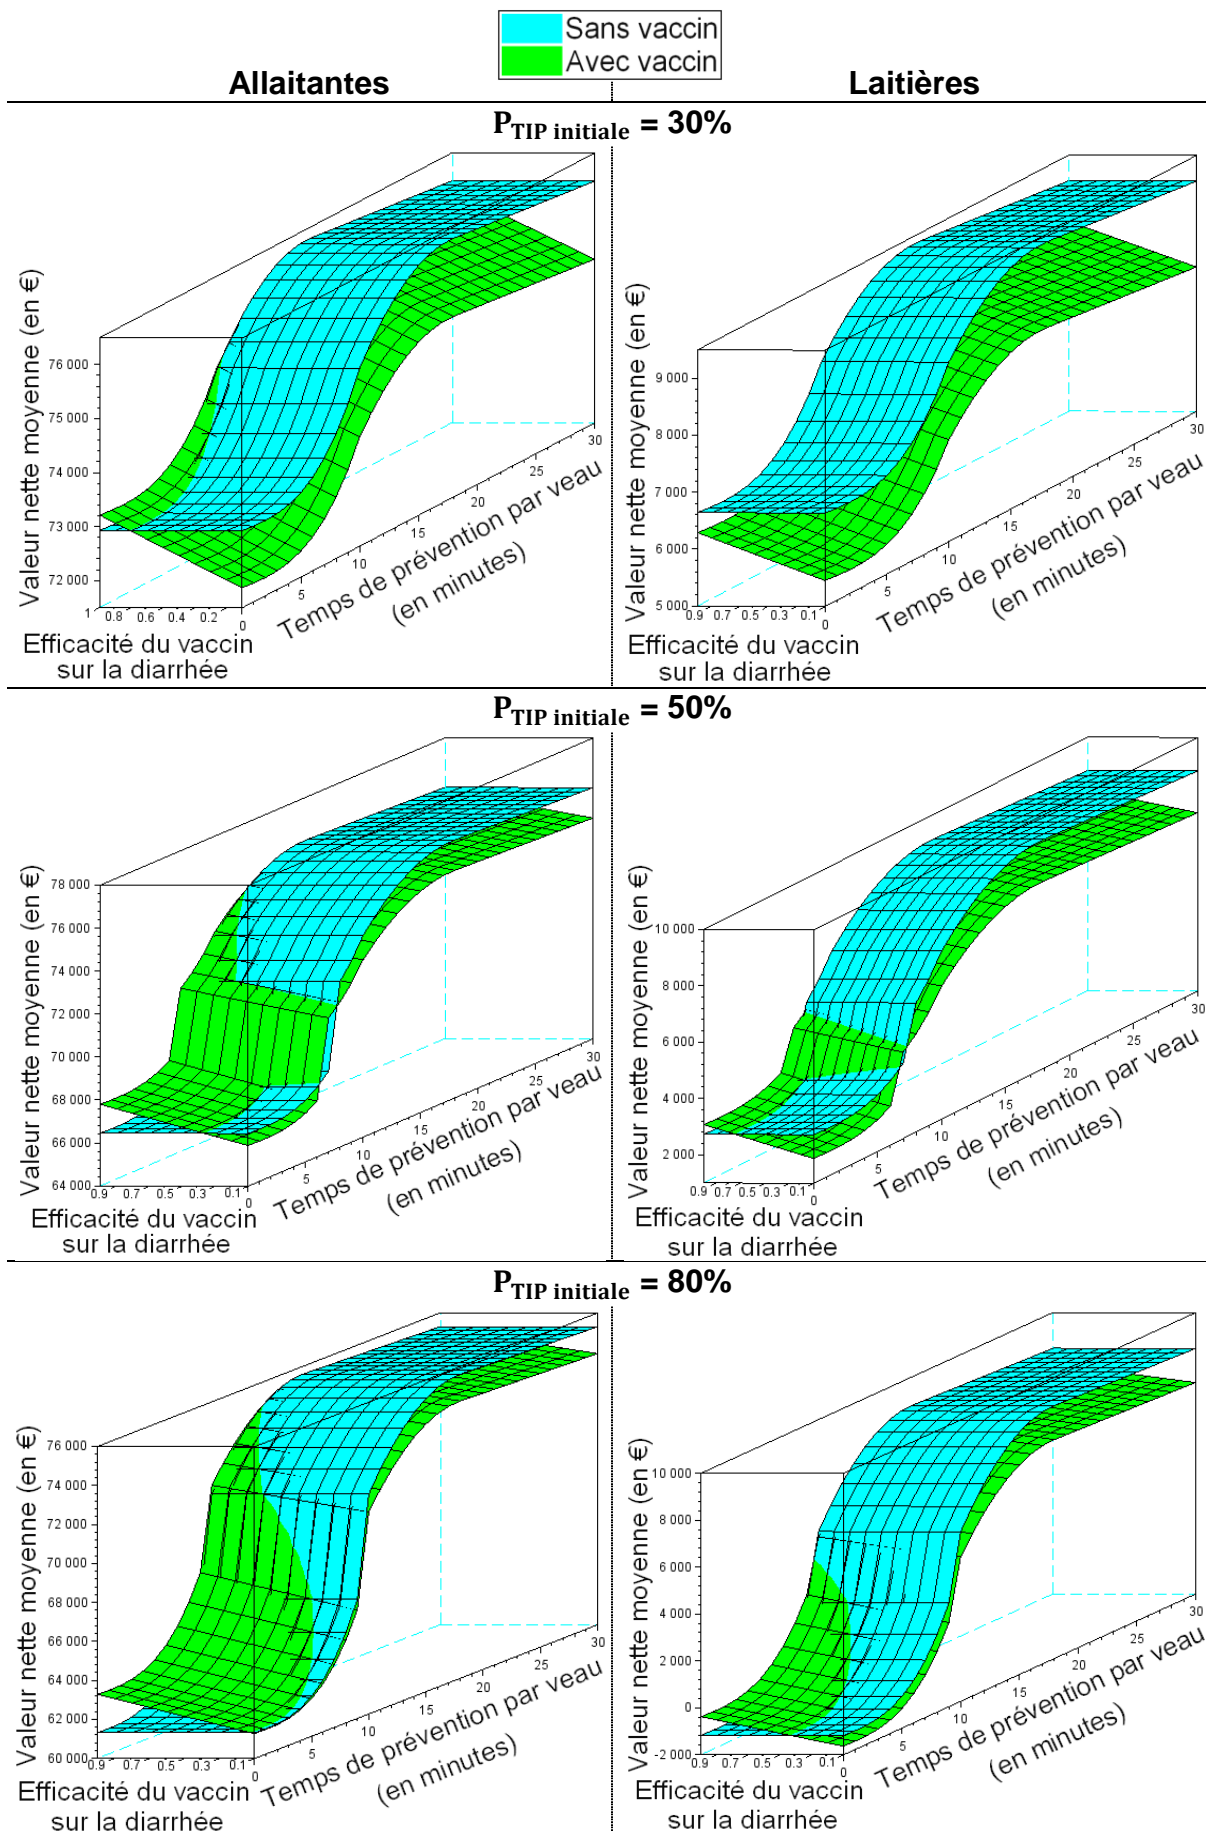 Sans vaccin
Avec vaccin
Allaitantes
Laitières
P TIP initiale = 30%
Valeur nette moyenne (en €)
76 000
75 000
74 000
73 000
72 000
1 0.8 0.6 0.4 0.2 0
Efficacité du vaccin
sur la diarrhée
5 10 15 20 25 30
Temps de prévention par veau
(en minutes)
Valeur nette moyenne (en €)
9 000
8 000
7 000
6 000
5 000
0.9 0.7 0.5 0.3 0.1
Efficacité du vaccin
sur la diarrhée
0 5 10 15 20 25 30
Temps de prévention par veau
(en minutes)
P TIP initiale = 50%
Valeur nette moyenne (en €)
78 000
76 000
74 000
72 000
70 000
68 000
66 000
64 000
0.9 0.7 0.5 0.3 0.1
Efficacité du vaccin
sur la diarrhée
0 5 10 15 20 25 30
Temps de prévention par veau
(en minutes)
Valeur nette moyenne (en €)
10 000
8 000
6 000
4 000
2 000
0.9 0.7 0.5 0.3 0.1
Efficacité du vaccin
sur la diarrhée
0 5 10 15 20 25 30
Temps de prévention par veau
(en minutes)
P TIP initiale = 80%
Valeur nette moyenne (en €)
76 000
74 000
72 000
70 000
68 000
66 000
64 000
62 000
60 000
0.9 0.7 0.5 0.3 0.1
Efficacité du vaccin
sur la diarrhée
0 5 10 15 20 25 30
Temps de prévention par veau
(en minutes)
Valeur nette moyenne (en €)
10 000
8 000
6 000
4 000
2 000
0
-2 000
0.9 0.7 0.5 0.3 0.1
Efficacité du vaccin
sur la diarrhée
0 5 10 15 20 25 30
Temps de prévention par veau
(en minutes)